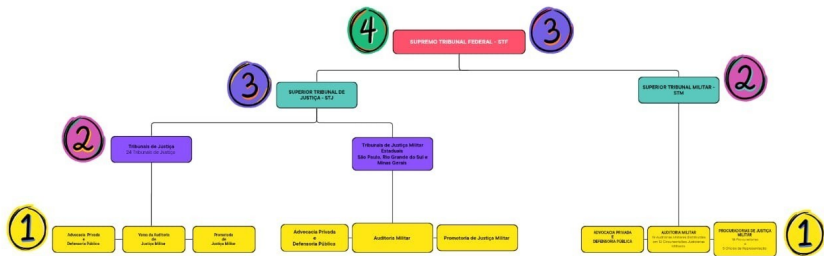 4
SUPREMO TRIBUNAL FEDERAL - STF
3
3
SUPERIOR TRIBUNAL DE
JUSTIÇA - STJ
SUPERIOR TRIBUNAL MILITAR -
STM
2
2
Tribunais de Justiça
Tribunais de Justiça
Tribunais de Justiça Militar
Estaduais
São Paulo, Rio Grande do Sul e
Minas Gerais
1
Advocacia Privada
e
Defensoria Pública
Varas da Auditoria
de
Justiça Militar
Promotoria
de
Justiça Militar
Advocacia Privada
e
Defensoria Pública
Auditoria Militar
Promotoria de Justiça Militar
ADVOCACIA PRIVADA
E
DEFENSORIA PÚBLICA
AUDITORIA MILITAR
PROCURADORIAS DE JUSTIÇA
MILITAR
1